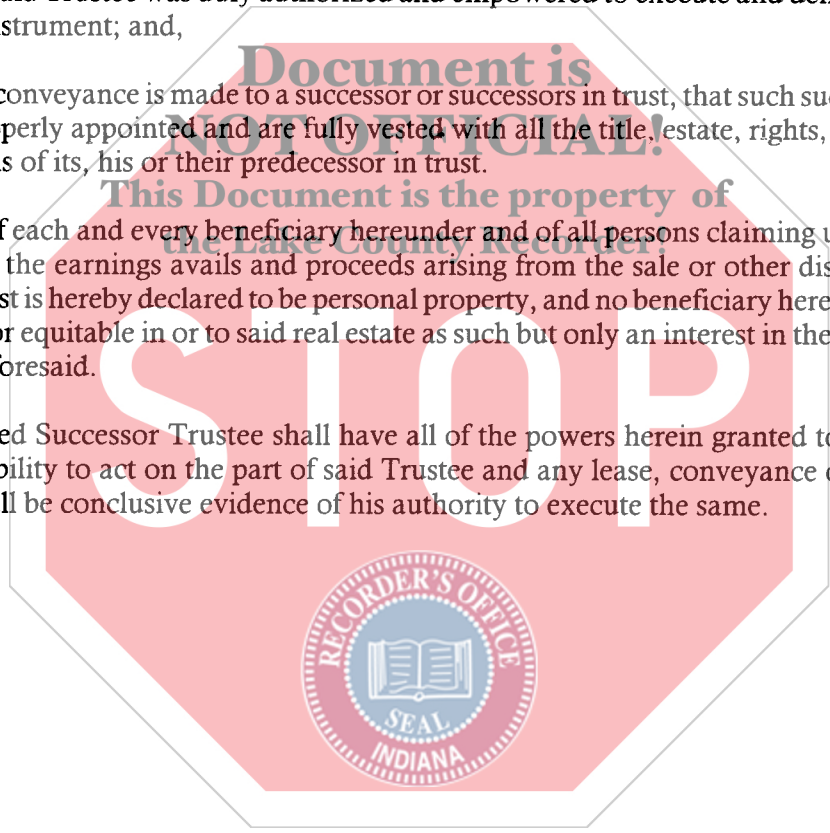 instrument; and,
Document is
conveyance is made to a successor or successors in trust, that such
NOT OFFICIAL!
perly appointed and are fully vested with all the title, estate, rights,
s of its, his or their predecessor in trust.
This Document is the property of
f each and every beneficiary hereunder and of all persons claiming
the Lake County Recorder!
the earnings avails and proceeds arising from the sale or other dis
st is hereby declared to be personal property, and no beneficiary here
or equitable in or to said real estate as such but only an interest in the
foresaid.
STOP
ed Successor Trustee shall have all of the powers herein granted to
bility to act on the part of said Trustee and any lease, conveyance
ll be conclusive evidence of his authority to execute the same.
RECORDER'S OFFICE
SEAL
INDIANA